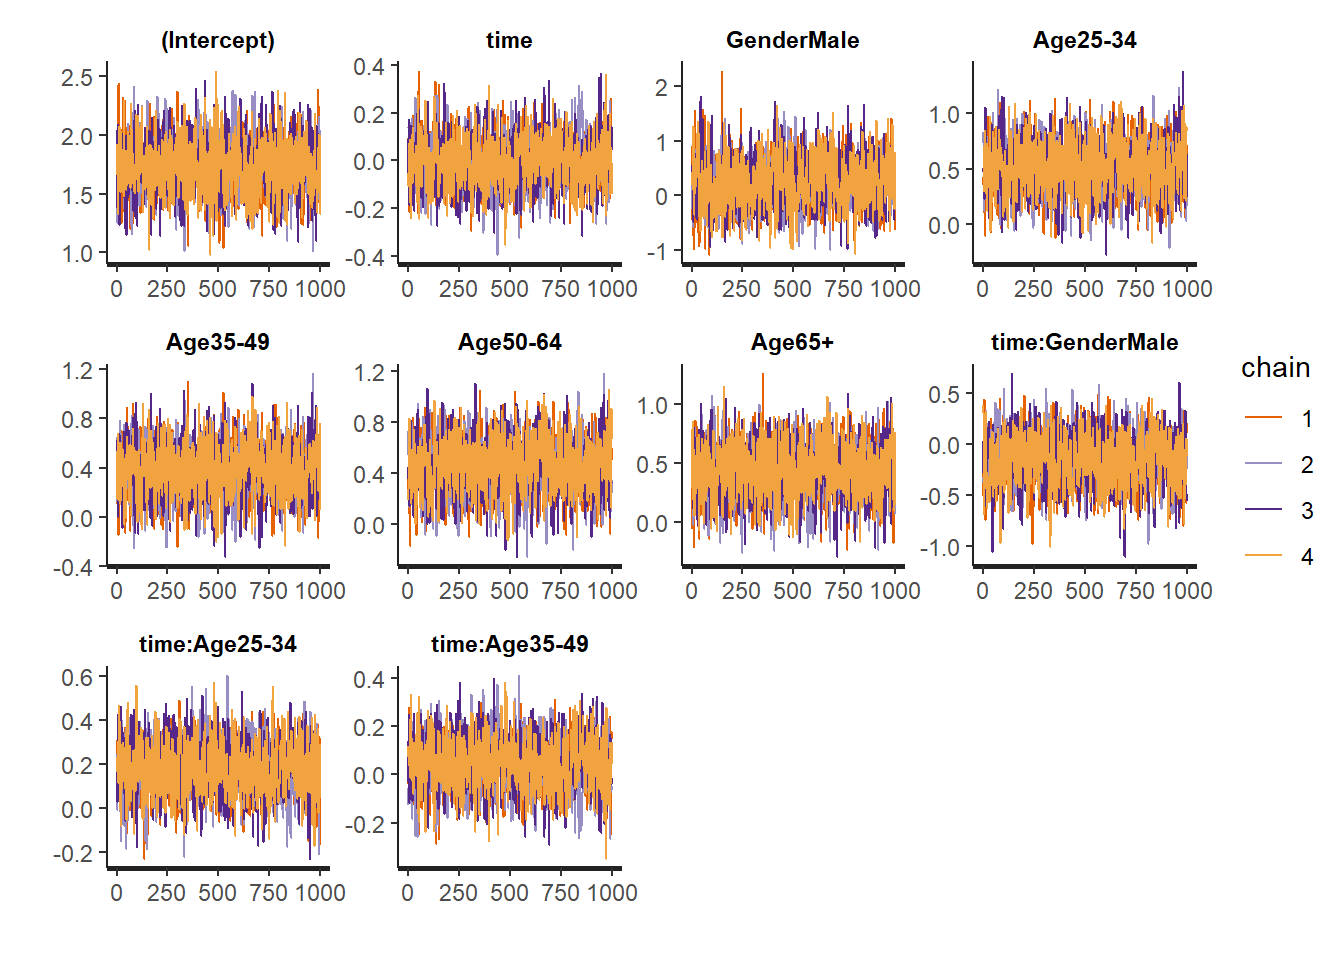 (Intercept) time GenderMale Age25-34
2.5 2.0 1.5 1.0
0.4 0.2 0.0 -0.2 -0.4
2 1 0 -1
1.0 0.5 0.0
0 250 500 750 1000 0 250 500 750 1000 0 250 500 750 1000 0 250 500 750 1000
Age35-49 Age50-64 Age65+ time:GenderMale
1.2 0.8 0.4 0.0 -0.4
1.2 0.8 0.4 0.0
1.0 0.5 0.0
0.5 0.0 -0.5 -1.0
0 250 500 750 1000 0 250 500 750 1000 0 250 500 750 1000 0 250 500 750 1000
chain
1
2
3
4
time:Age25-34 time:Age35-49
0.6 0.4 0.2 0.0 -0.2
0.4 0.2 0.0 -0.2
0 250 500 750 1000 0 250 500 750 1000